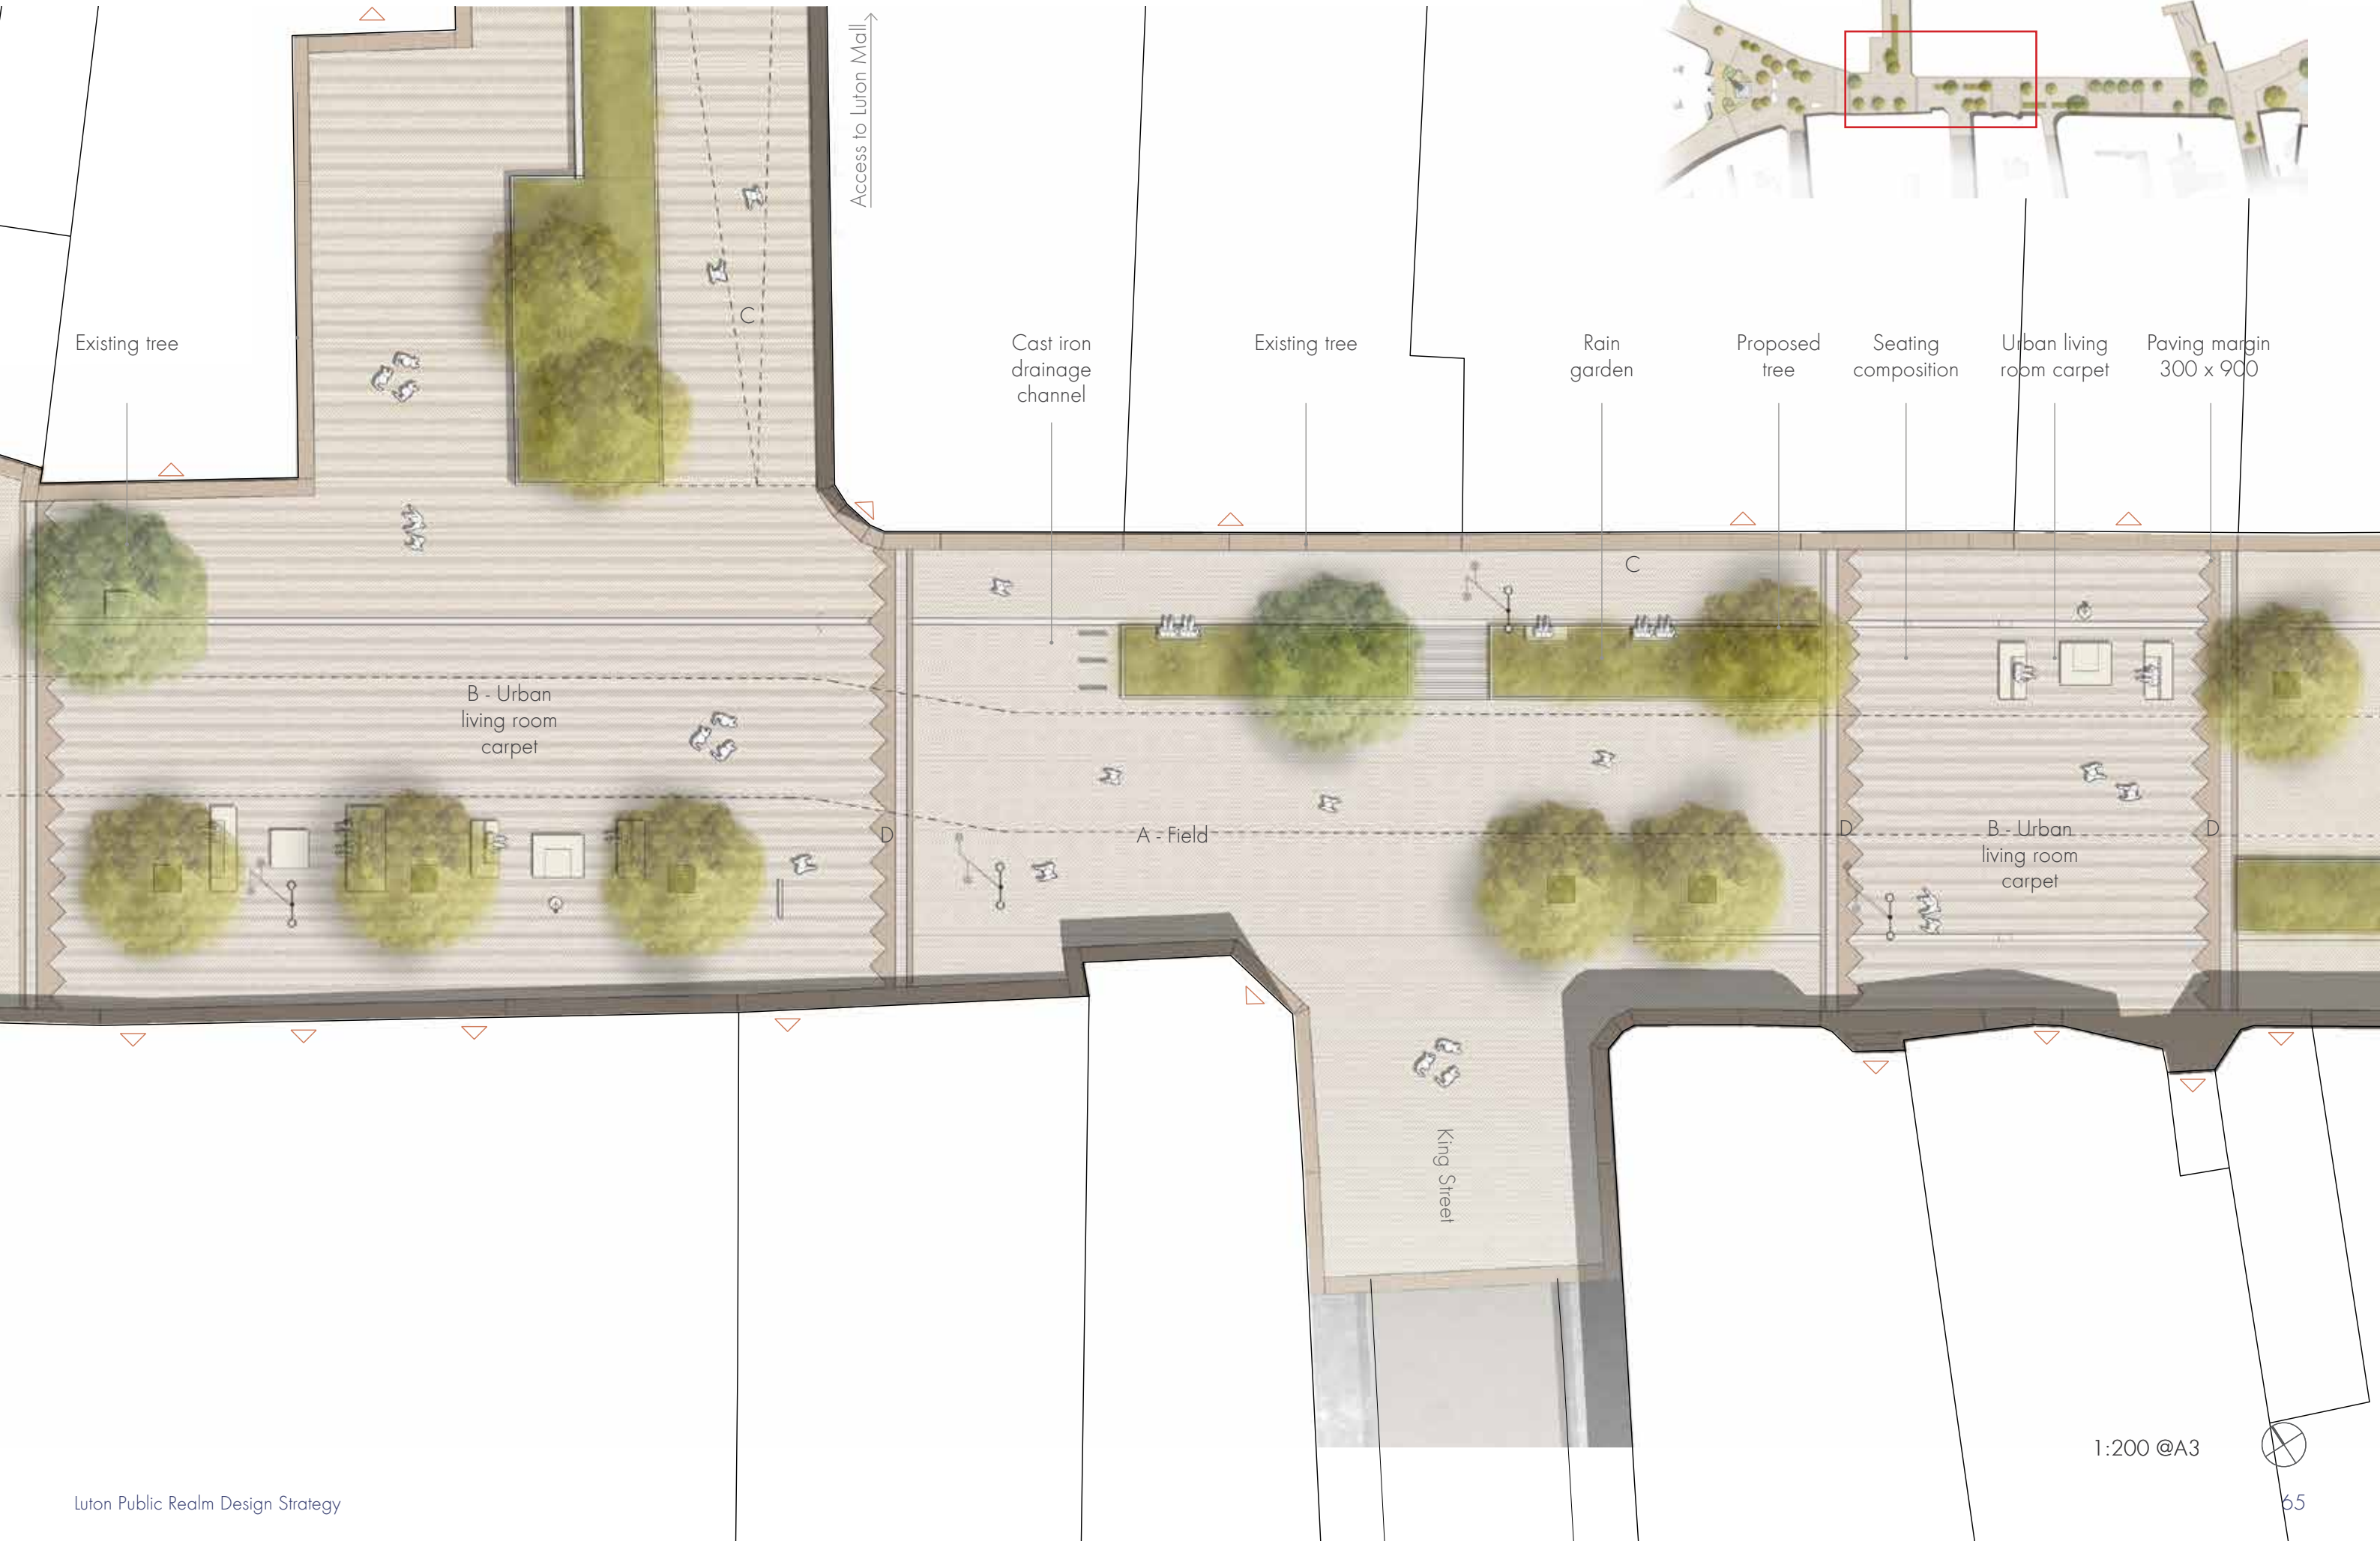 Access to Luton Mall
Existing tree
Cast iron
drainage
channel
Existing tree
Rain
garden
Proposed
tree
Seating
composition
Urban living
room carpet
Paving margin
300 x 900
C
C
B - Urban
living room
carpet
D
A - Field
D
B - Urban
living room
carpet
D
King Street
1:200 @A3
Luton Public Realm Design Strategy
65